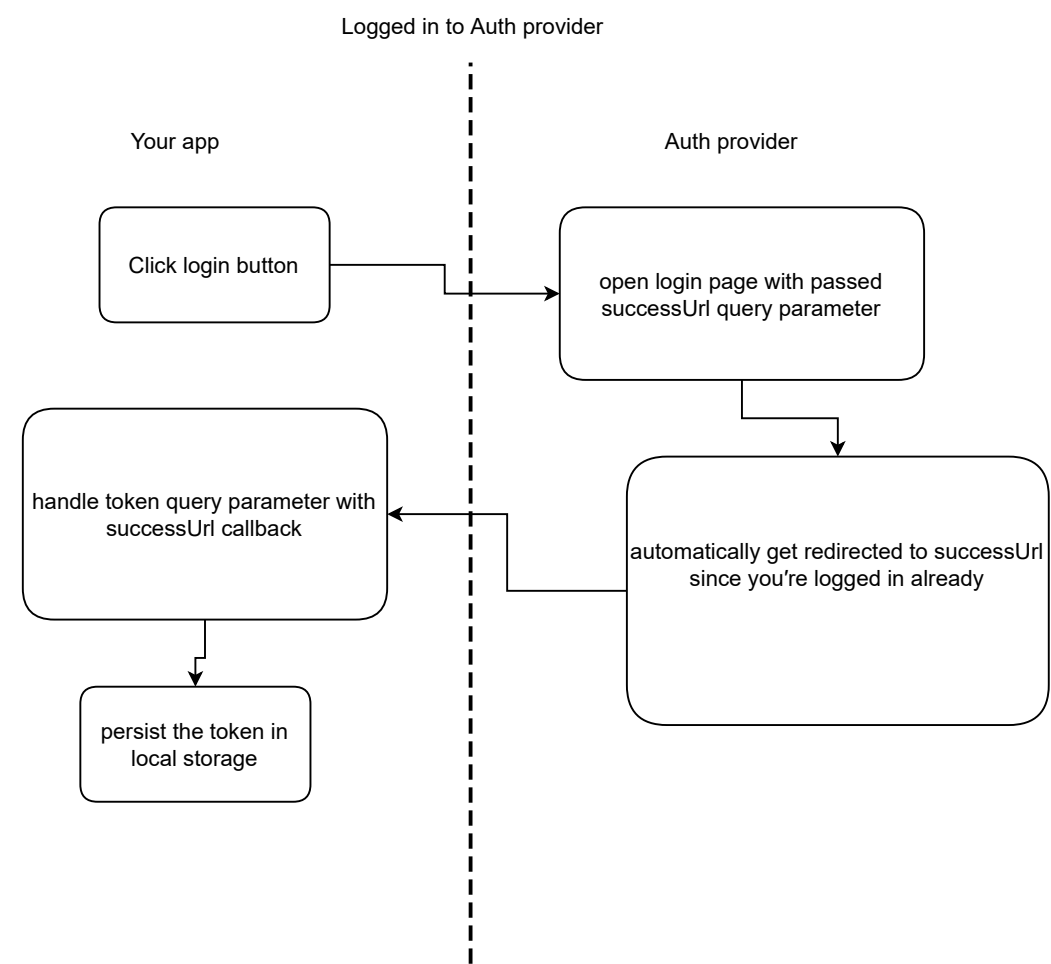 Logged in to Auth provider
Your app
Auth provider
Click login button
open login page with passed
successUrl query parameter
handle token query parameter with
successUrl callback
automatically get redirected to successUrl
since you're logged in already
persist the token in
local storage